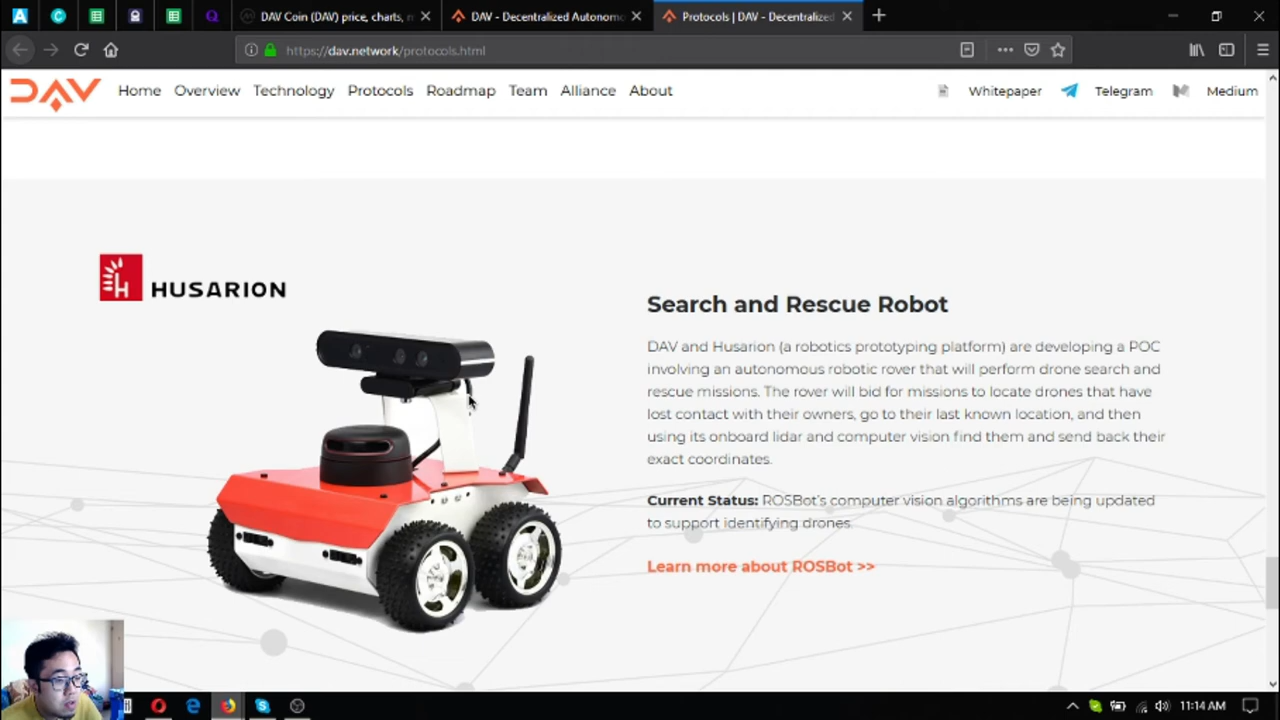 DAV Coin (DAV) price, charts, m
DAV - Decentralized Autonomo
Protocols | DAV - Decentralized
https://dav.network/protocols.html
DAV Home Overview Technology Protocols Roadmap Team Alliance About Whitepaper Telegram Medium
HUSARION
Search and Rescue Robot
DAV and Husarion (a robotics prototyping platform) are developing a POC
involving an autonomous robotic rover that will perform drone search and
rescue missions. The rover will bid for missions to locate drones that have
lost contact with their owners, go to their last known location, and then
using its onboard lidar and computer vision find them and send back their
exact coordinates.
Current Status: ROSBot's computer vision algorithms are being updated
to support identifying drones.
Learn more about ROSBot >>
11:14 AM